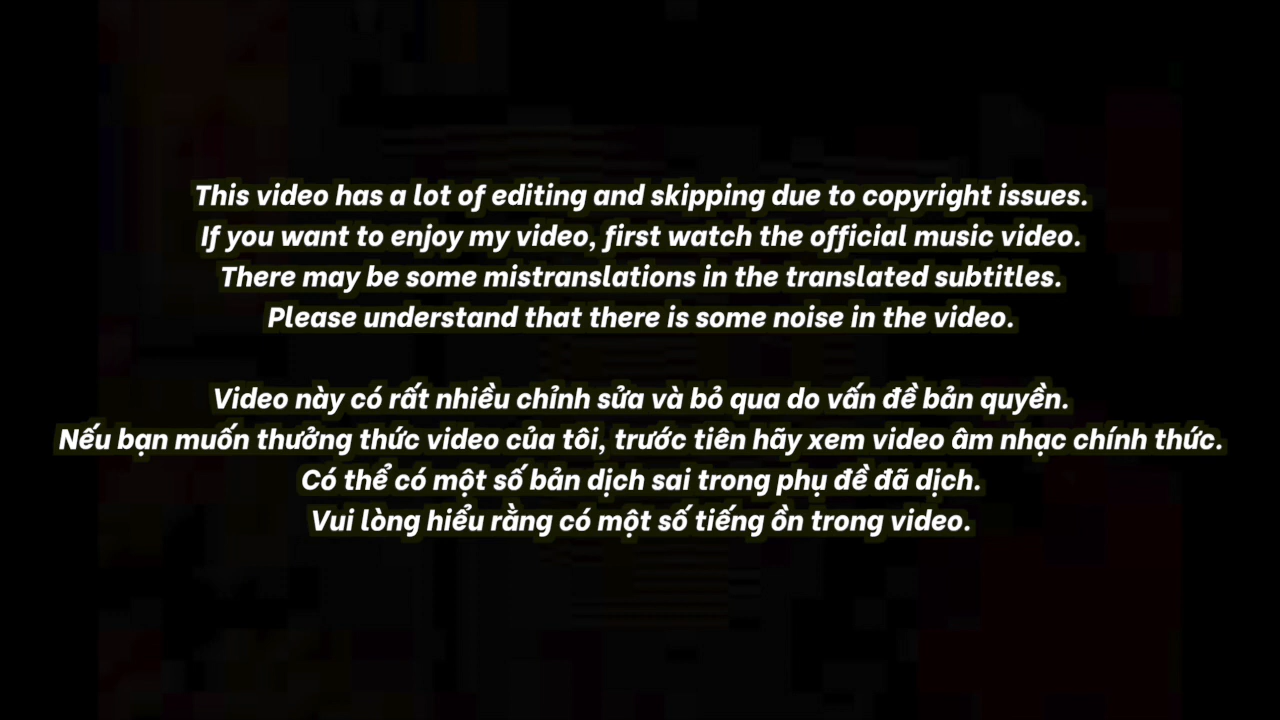 This video has a lot of editing and skipping due to copyright issues.
If you want to enjoy my video, first watch the official music video.
There may be some mistranslations in the translated subtitles.
Please understand that there is some noise in the video.
Video này có rất nhiều chỉnh sửa và bỏ qua do vấn đề bản quyền.
Nếu bạn muốn thưởng thức video của tôi, trước tiên hãy xem video âm nhạc chính thức.
Có thể có một số bản dịch sai trong phụ đề đã dịch.
Vui lòng hiểu rằng có một số tiếng ồn trong video.